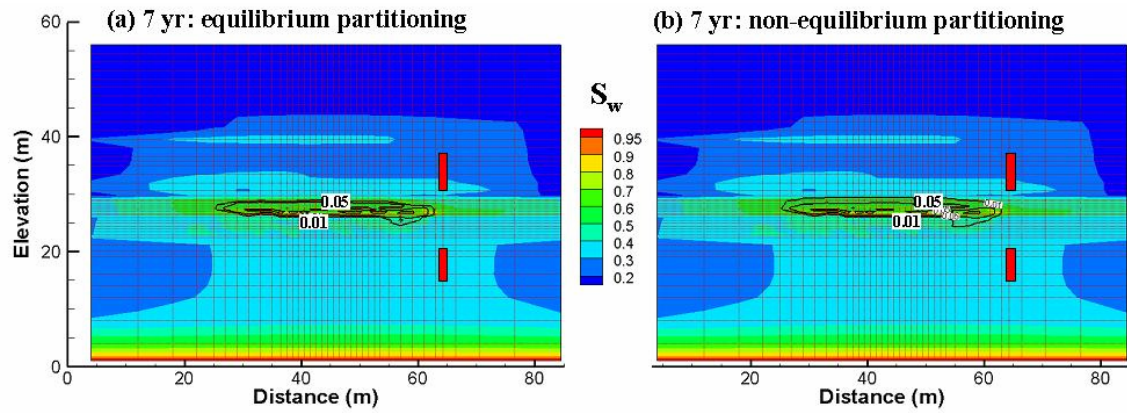 (a) 7 yr: equilibrium partitioning
(b) 7 yr: non-equilibrium partitioning
60
40
20
0
Elevation (m)
0.05
0.01
0 20 40 60 80
Distance (m)
Sw
0.95
0.9
0.8
0.7
0.6
0.5
0.4
0.3
0.2
0.05
0.01
0.01
20 40 60 80
Distance (m)